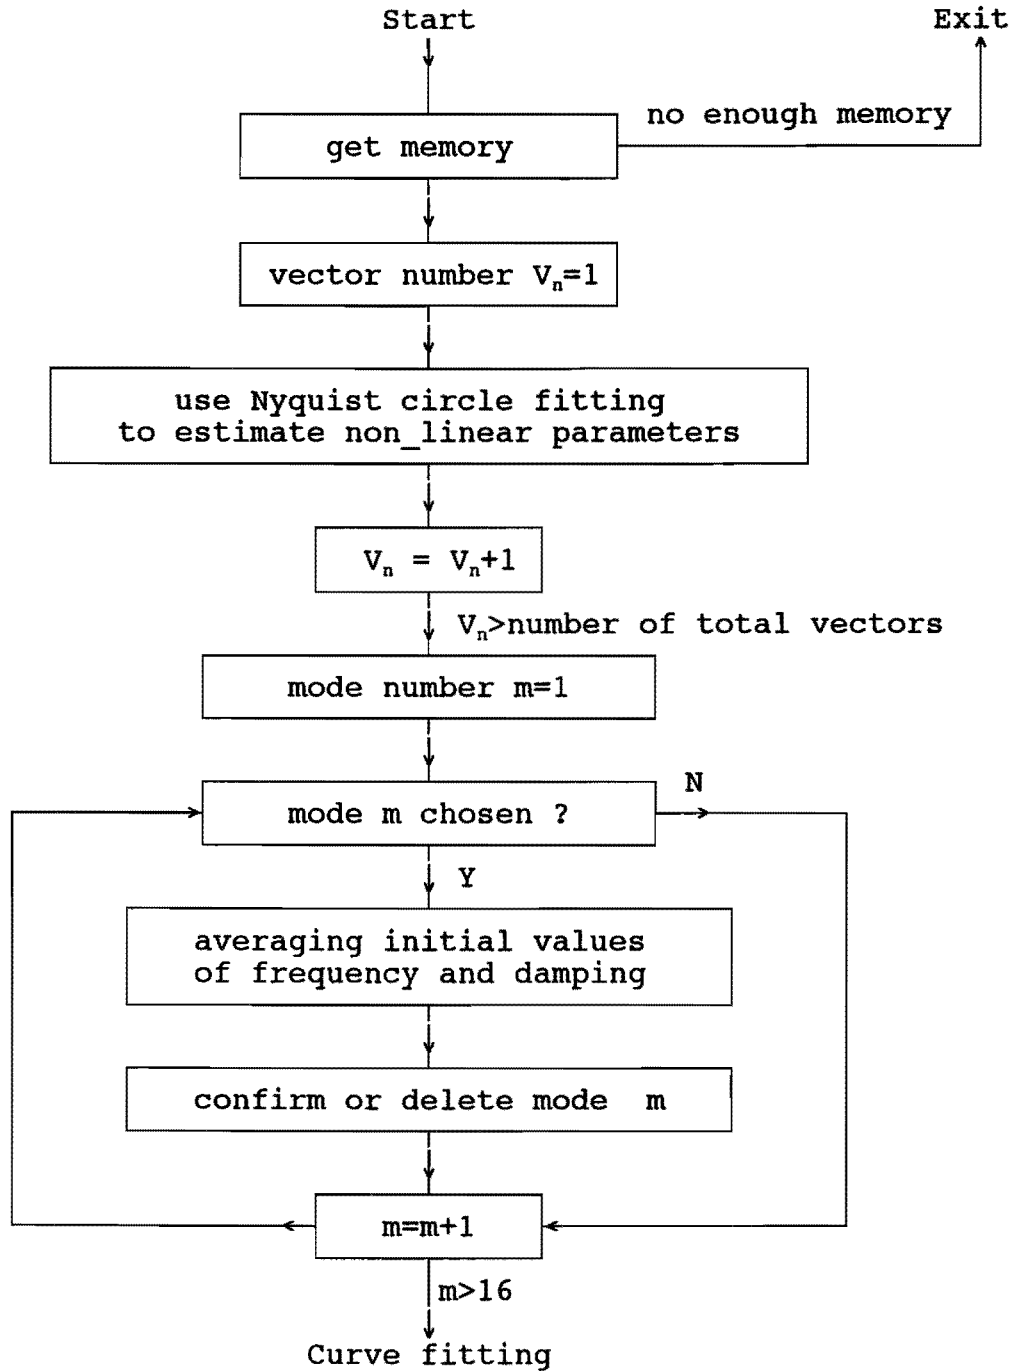 Start
Exit
no enough memory
get memory
vector number Vₙ=1
use Nyquist circle fitting
to estimate non_linear parameters
Vₙ = Vₙ+1
Vₙ>number of total vectors
mode number m=1
N
mode m chosen ?
Y
averaging initial values
of frequency and damping
confirm or delete mode m
m=m+1
m>16
Curve fitting